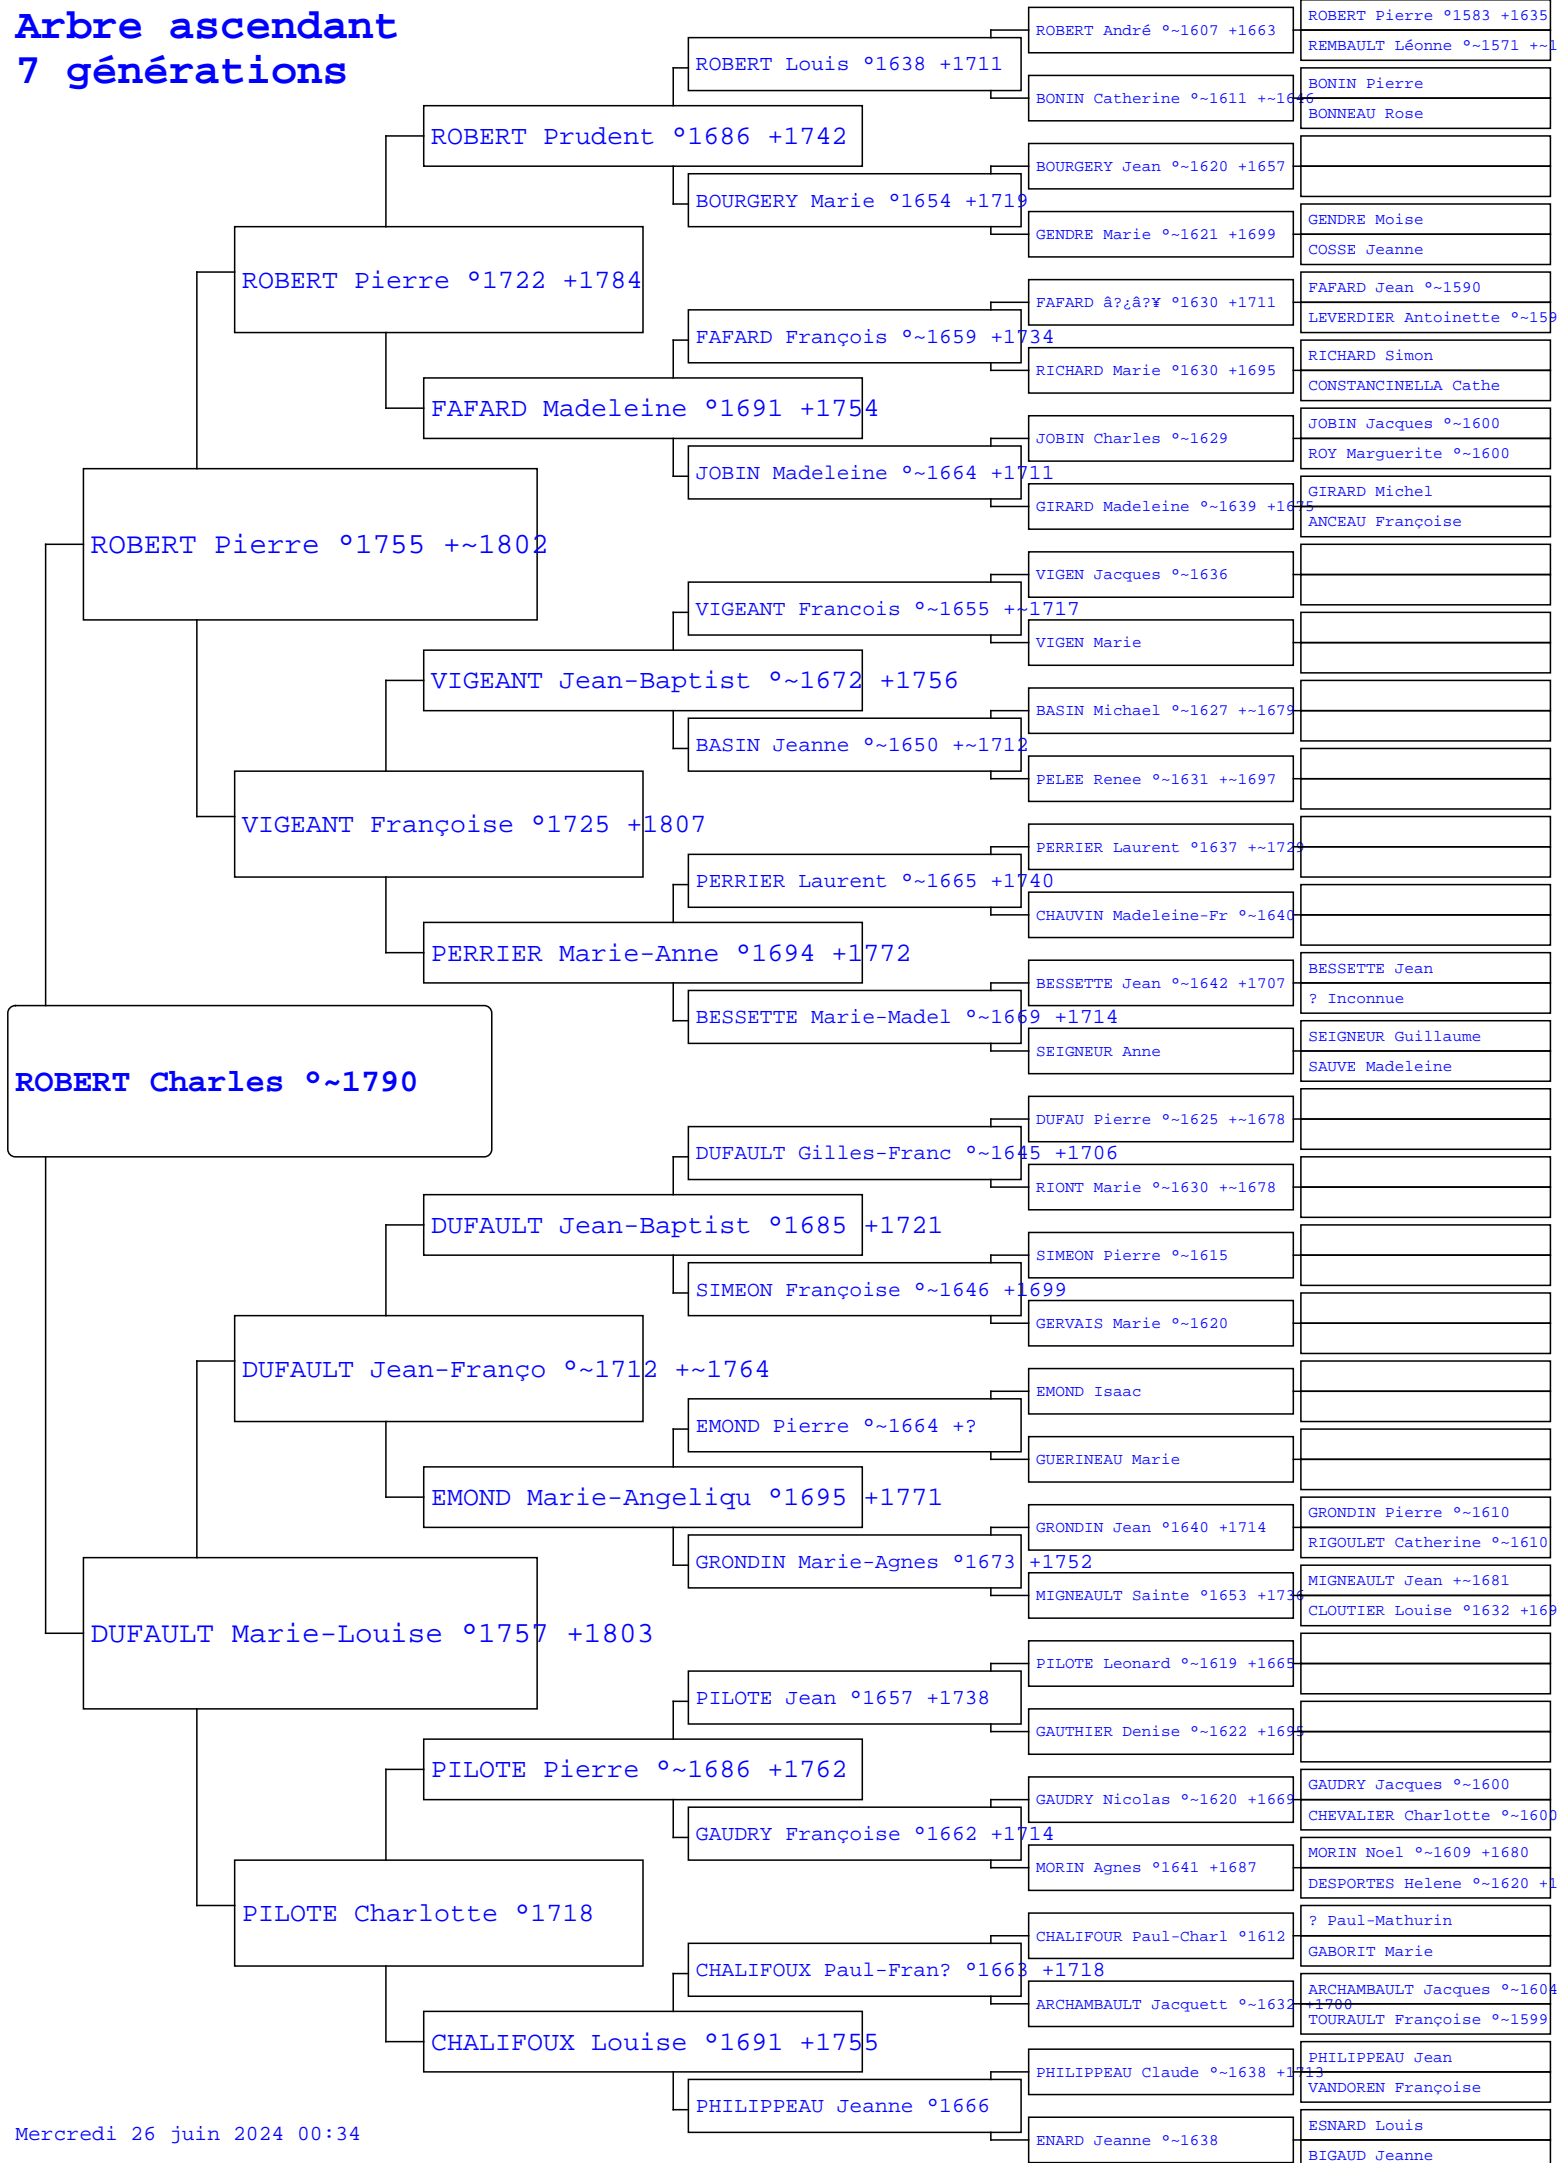 Arbre ascendant
7 générations
ROBERT Charles °~1790
ROBERT Pierre °1755 +~1802
DUFAULT Marie-Louise °1757 +1803
ROBERT Pierre °1722 +1784
VIGEANT Françoise °1725 +1807
DUFAULT Jean-Franço °~1712 +~1764
PILOTE Charlotte °1718
ROBERT Prudent °1686 +1742
FAFARD Madeleine °1691 +1754
VIGEANT Jean-Baptist °~1672 +1756
PERRIER Marie-Anne °1694 +1772
DUFAULT Jean-Baptist °1685 +1721
EMOND Marie-Angeliqu °1695 +1771
PILOTE Pierre °~1686 +1762
CHALIFOUX Louise °1691 +1755
ROBERT Louis °1638 +1711
BOURGERY Marie °1654 +1719
FAFARD François °~1659 +1734
JOBIN Madeleine °~1664 +1711
VIGEANT Francois °~1655 +~1717
BASIN Jeanne °~1650 +~1712
PERRIER Laurent °~1665 +1740
BESSETTE Marie-Madel °~1669 +1714
DUFAULT Gilles-Franc °~1645 +1706
SIMEON Françoise °~1646 +1699
EMOND Pierre °~1664 +?
GRONDIN Marie-Agnes °1673 +1752
PILOTE Jean °1657 +1738
GAUDRY Françoise °1662 +1714
CHALIFOUX Paul-Fran? °1663 +1718
PHILIPPEAU Jeanne °1666
ROBERT André °~1607 +1663
BONIN Catherine °~1611 +~1646
BOURGERY Jean °~1620 +1657
GENDRE Marie °~1621 +1699
FAFARD â?¿â?¥ °1630 +1711
RICHARD Marie °1630 +1695
JOBIN Charles °~1629
GIRARD Madeleine °~1639 +1675
VIGEN Jacques °~1636
VIGEN Marie
BASIN Michael °~1627 +~1679
PELEE Renee °~1631 +~1697
PERRIER Laurent °1637 +~1729
CHAUVIN Madeleine-Fr °~1640
BESSETTE Jean °~1642 +1707
SEIGNEUR Anne
DUFAU Pierre °~1625 +~1678
RIONT Marie °~1630 +~1678
SIMEON Pierre °~1615
GERVAIS Marie °~1620
EMOND Isaac
GUERINEAU Marie
GRONDIN Jean °1640 +1714
MIGNEAULT Sainte °1653 +1736
PILOTE Leonard °~1619 +1665
GAUTHIER Denise °~1622 +1695
GAUDRY Nicolas °~1620 +1669
MORIN Agnes °1641 +1687
CHALIFOUR Paul-Charl °1612
ARCHAMBAULT Jacquett °~1632 +1700
PHILIPPEAU Claude °~1638 +1713
ENARD Jeanne °~1638
ROBERT Pierre °1583 +1635
REMBAULT Léonne °~1571 +~1
BONIN Pierre
BONNEAU Rose
GENDRE Moise
COSSE Jeanne
FAFARD Jean °~1590
LEVERDIER Antoinette °~159
RICHARD Simon
CONSTANCINELLA Cathe
JOBIN Jacques °~1600
ROY Marguerite °~1600
GIRARD Michel
ANCEAU Françoise
BESSETTE Jean
? Inconnue
SEIGNEUR Guillaume
SAUVE Madeleine
GRONDIN Pierre °~1610
RIGOULET Catherine °~1610
MIGNEAULT Jean +~1681
CLOUTIER Louise °1632 +169
GAUDRY Jacques °~1600
CHEVALIER Charlotte °~1600
MORIN Noel °~1609 +1680
DESPORTES Helene °~1620 +1
? Paul-Mathurin
GABORIT Marie
ARCHAMBAULT Jacques °~1604
TOURAULT Françoise °~1599
PHILIPPEAU Jean
VANDOREN Françoise
ESNARD Louis
BIGAUD Jeanne
Mercredi 26 juin 2024 00:34